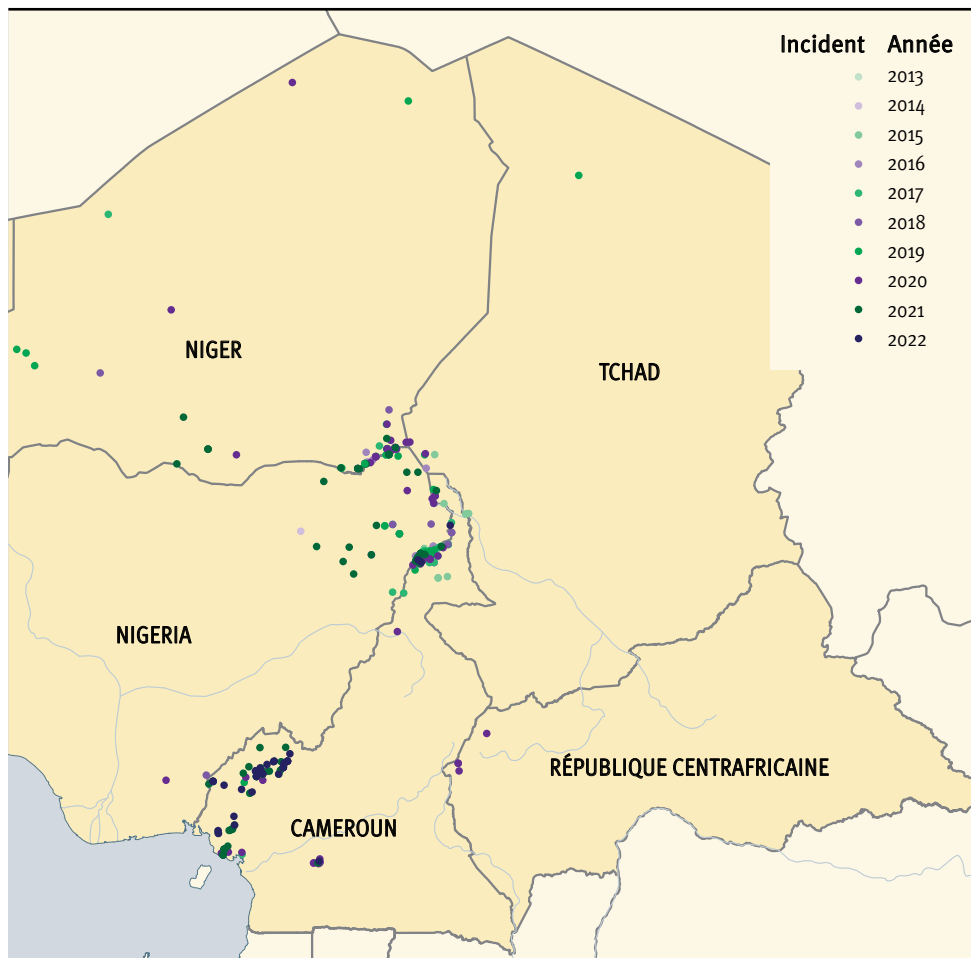 Incident Année
2013
2014
2015
2016
2017
2018
2019
2020
2021
2022
NIGER
TCHAD
NIGERIA
RÉPUBLIQUE CENTRAFRICAINE
CAMEROUN